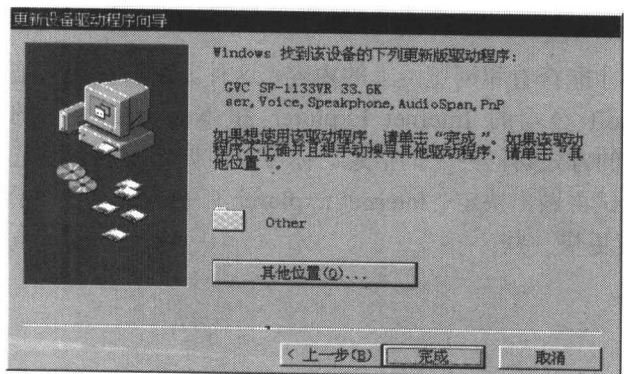 更新设备驱动程序向导
Windows 找到该设备的下列更新版驱动程序:
GVC SF-1133VR 33.6K
ser,Voice,Speakphone,AudioSpan,PnP
如果想使用该驱动程序,请单击“完成”。如果该驱动
程序不正确并且想手动搜寻其他驱动程序,请单击“其
他位置”。
Other
其他位置(O)...
< 上一步(B)
完成
取消